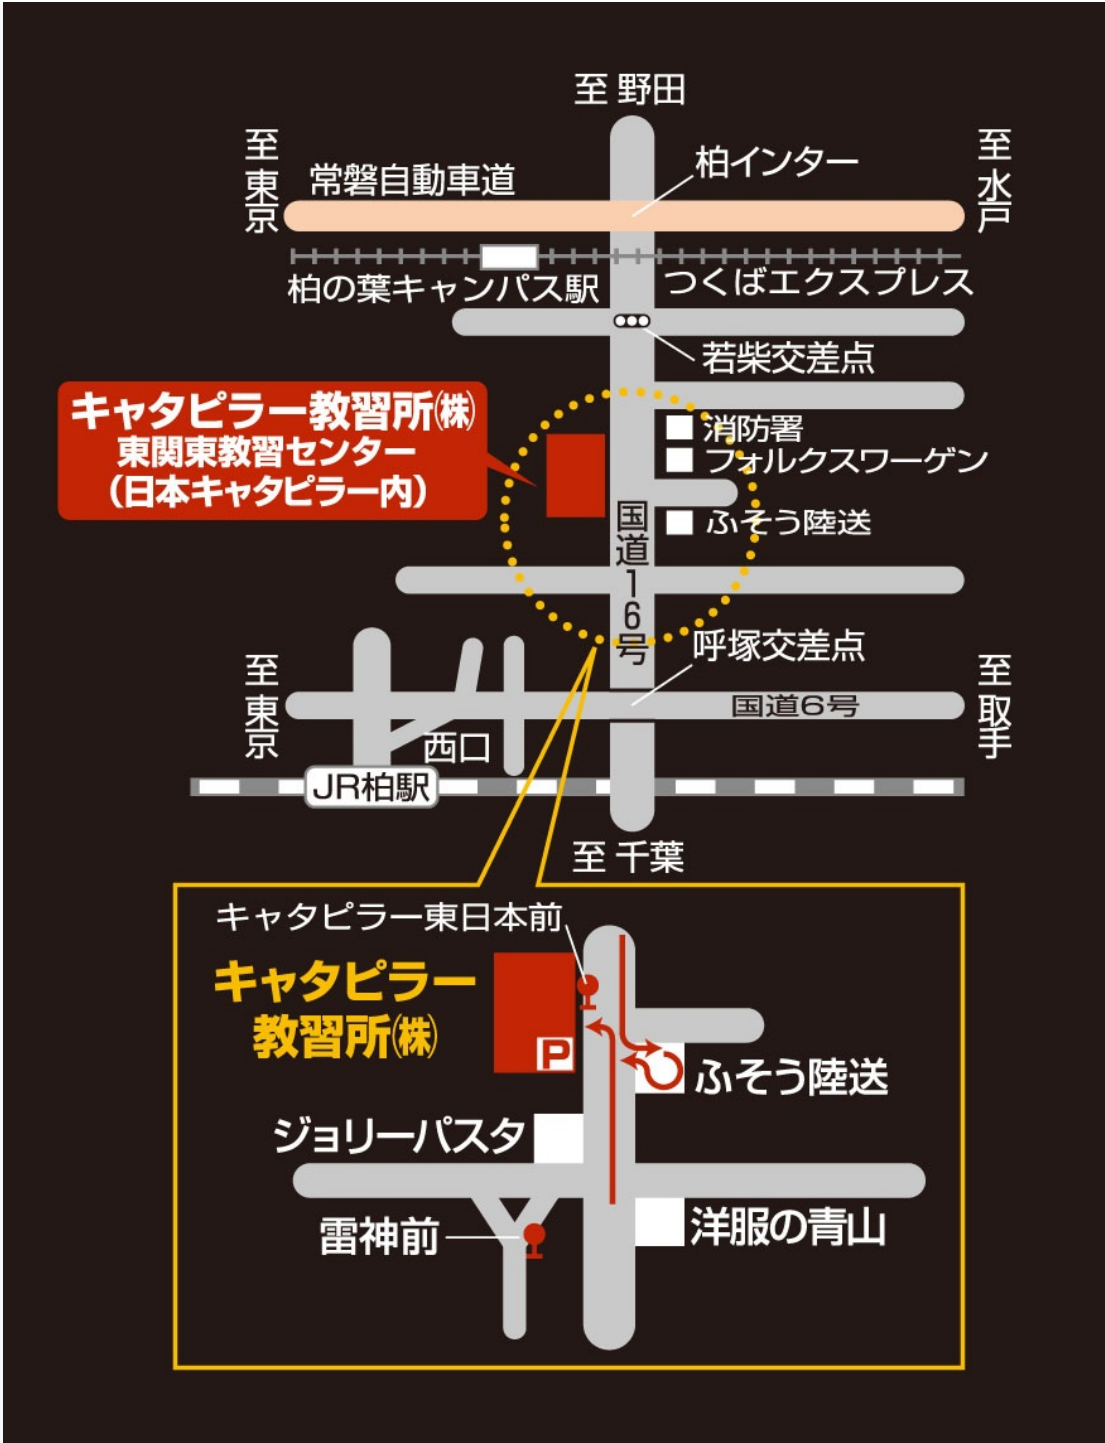 至 野田
至東京
常磐自動車道
柏インター
至水戸
柏の葉キャンパス駅
つくばエクスプレス
若柴交差点
キャタピラー教習所㈱
東関東教習センター
（日本キャタピラー内）
消防署
フォルクスワーゲン
ふそう陸送
国道16号
呼塚交差点
至東京
国道6号
至取手
西口
JR柏駅
至 千葉
キャタピラー東日本前
キャタピラー
教習所㈱
P
ふそう陸送
ジョリーパスタ
雷神前
洋服の青山